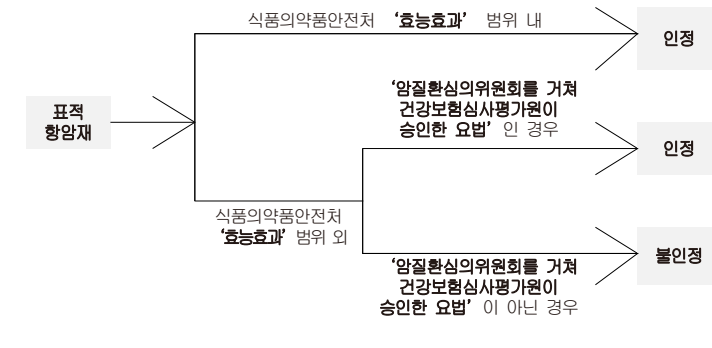 식품의약품안전처 ‘효능효과’ 범위 내
인정
표적
항암재
‘암질환심의위원회를 거쳐
건강보험심사평가원이
승인한 요법’ 인 경우
인정
식품의약품안전처
‘효능효과’ 범위 외
불인정
‘암질환심의위원회를 거쳐
건강보험심사평가원이
승인한 요법’ 이 아닌 경우